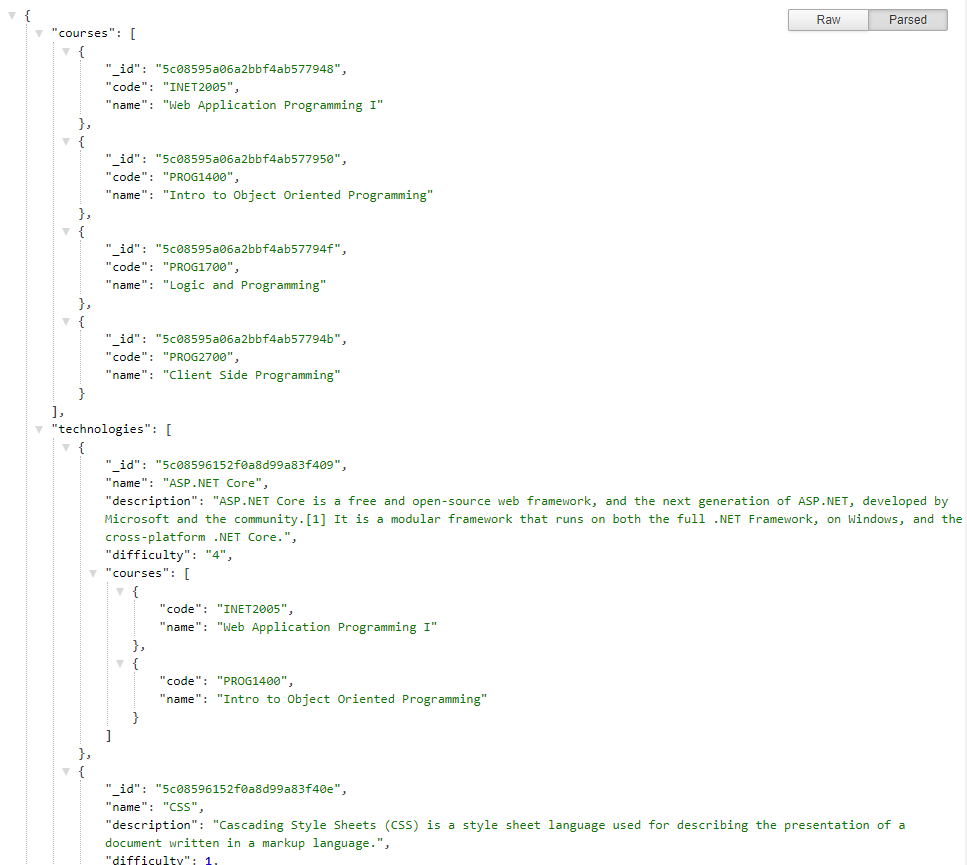 Raw Parsed
{
"courses": [
{
"_id": "5c08595a06a2bbf4ab577948",
"code": "INET2005",
"name": "Web Application Programming I"
},
{
"_id": "5c08595a06a2bbf4ab577950",
"code": "PROG1400",
"name": "Intro to Object Oriented Programming"
},
{
"_id": "5c08595a06a2bbf4ab57794f",
"code": "PROG1700",
"name": "Logic and Programming"
},
{
"_id": "5c08595a06a2bbf4ab57794b",
"code": "PROG2700",
"name": "Client Side Programming"
}
],
"technologies": [
{
"_id": "5c08596152f0a8d99a83f409",
"name": "ASP.NET Core",
"description": "ASP.NET Core is a free and open-source web framework, and the next generation of ASP.NET, developed by
Microsoft and the community.[1] It is a modular framework that runs on both the full .NET Framework, on Windows, and the
cross-platform .NET Core.",
"difficulty": "4",
"courses": [
{
"code": "INET2005",
"name": "Web Application Programming I"
},
{
"code": "PROG1400",
"name": "Intro to Object Oriented Programming"
}
]
},
{
"_id": "5c08596152f0a8d99a83f40e",
"name": "CSS",
"description": "Cascading Style Sheets (CSS) is a style sheet language used for describing the presentation of a
document written in a markup language.",
"difficulty": 1,